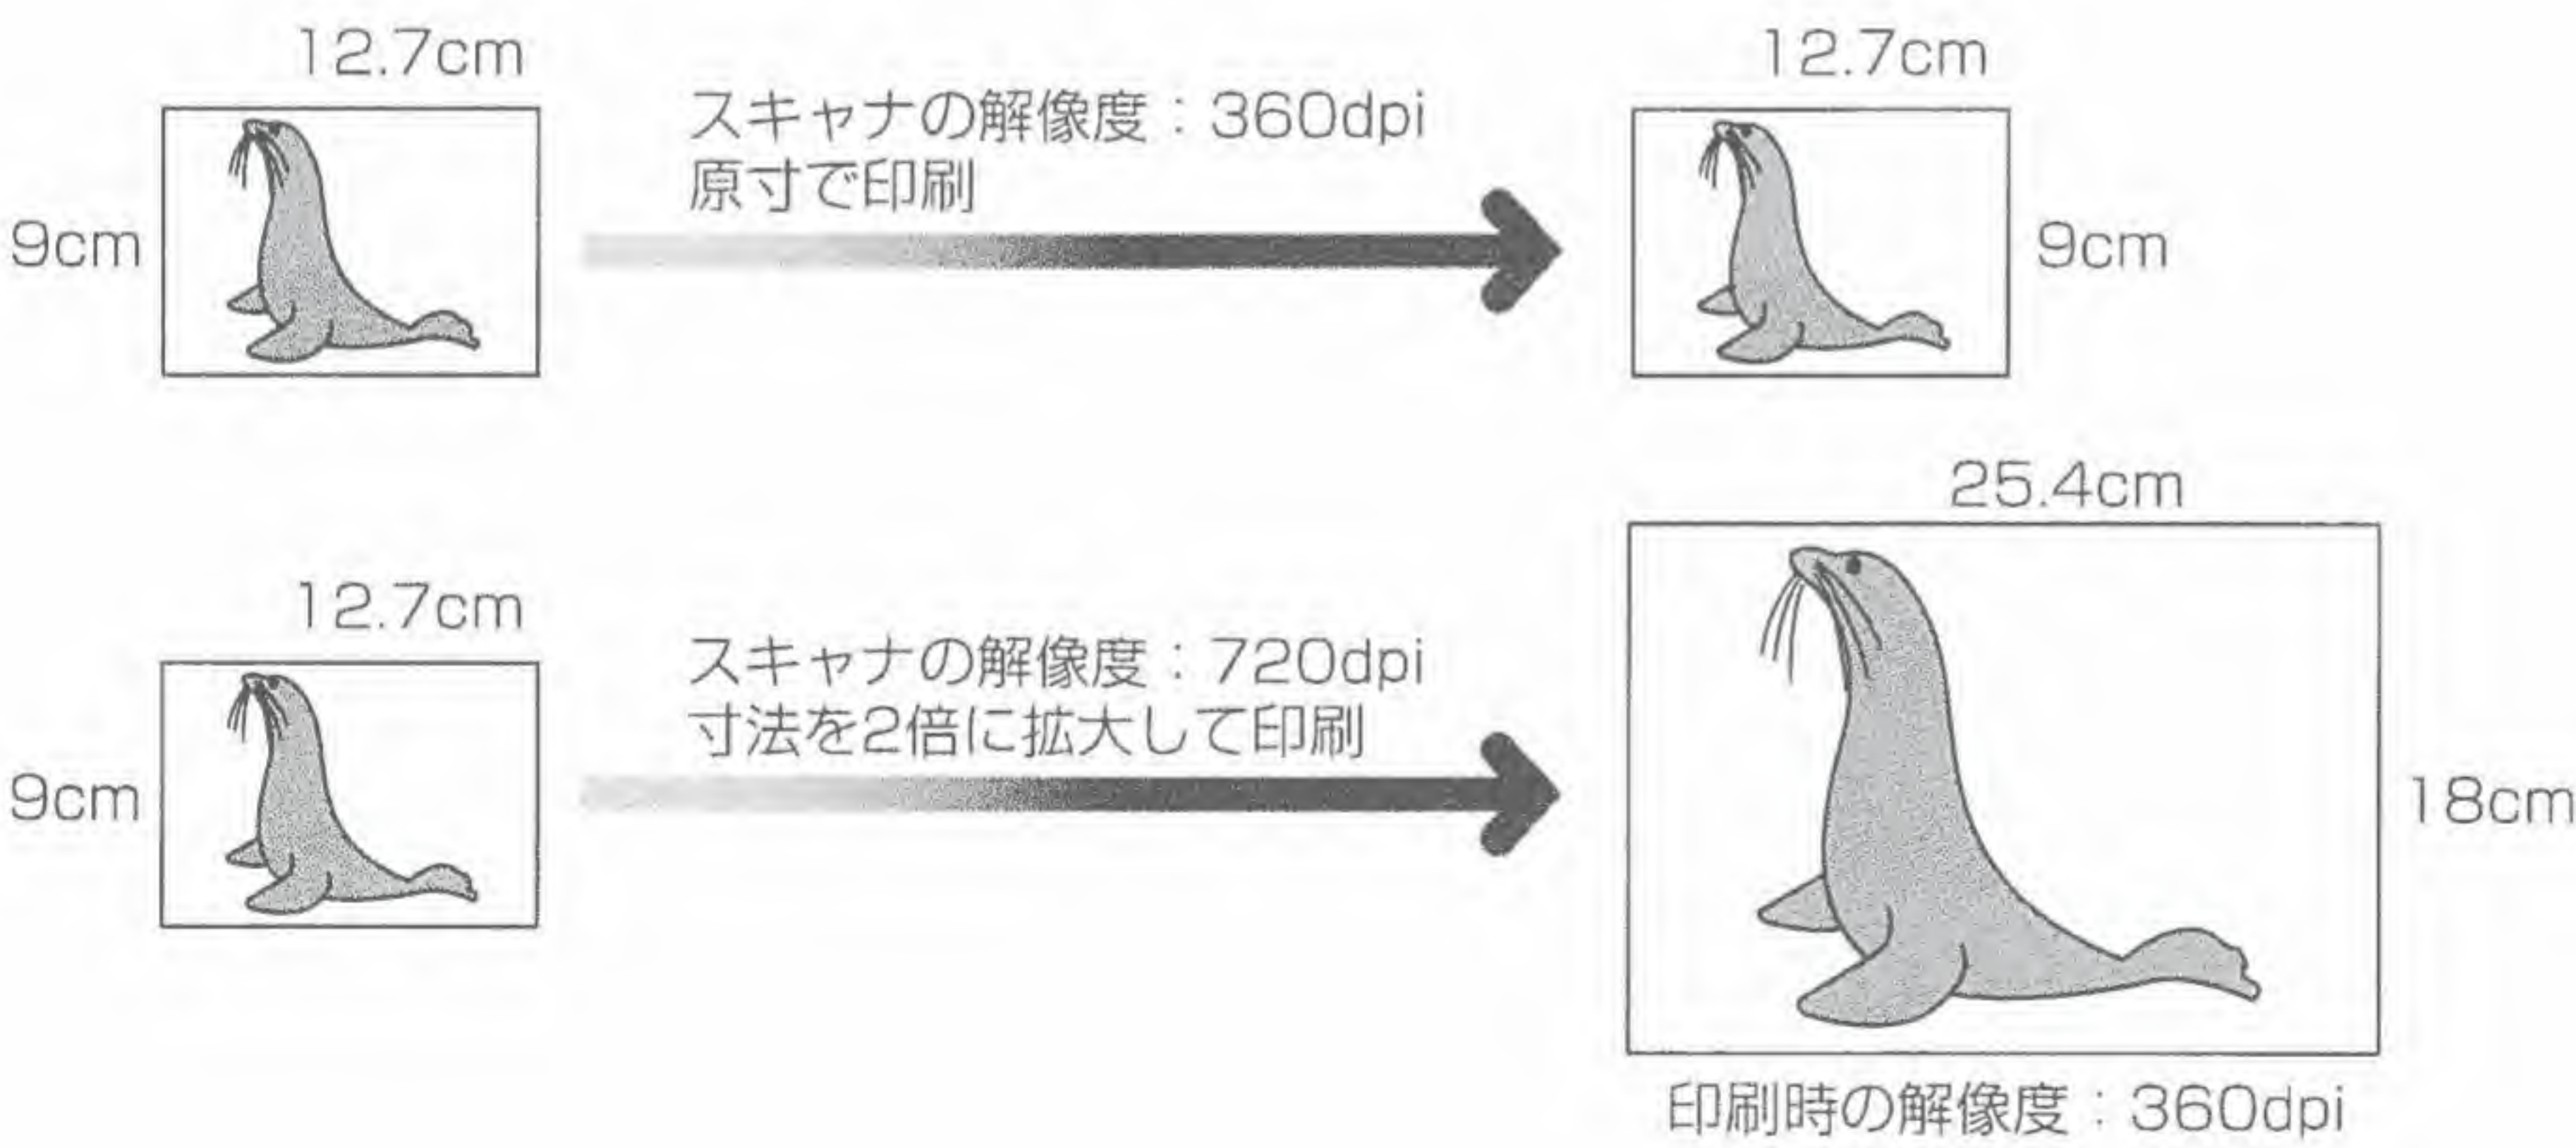 12.7cm
スキャナの解像度：360dpi
原寸で印刷
9cm
12.7cm
9cm
12.7cm
スキャナの解像度：720dpi
寸法を2倍に拡大して印刷
9cm
25.4cm
18cm
印刷時の解像度：360dpi